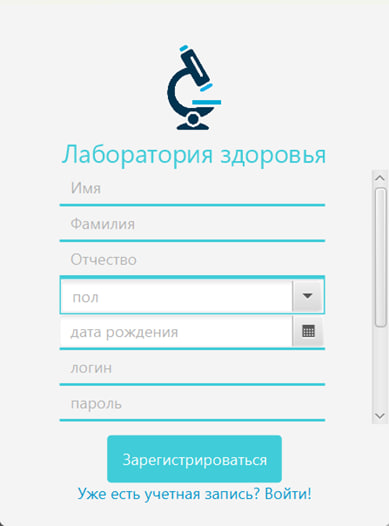 Лаборатория здоровья
Имя
Фамилия
Отчество
пол
дата рождения
логин
пароль
Зарегистрироваться
Уже есть учетная запись? Войти!